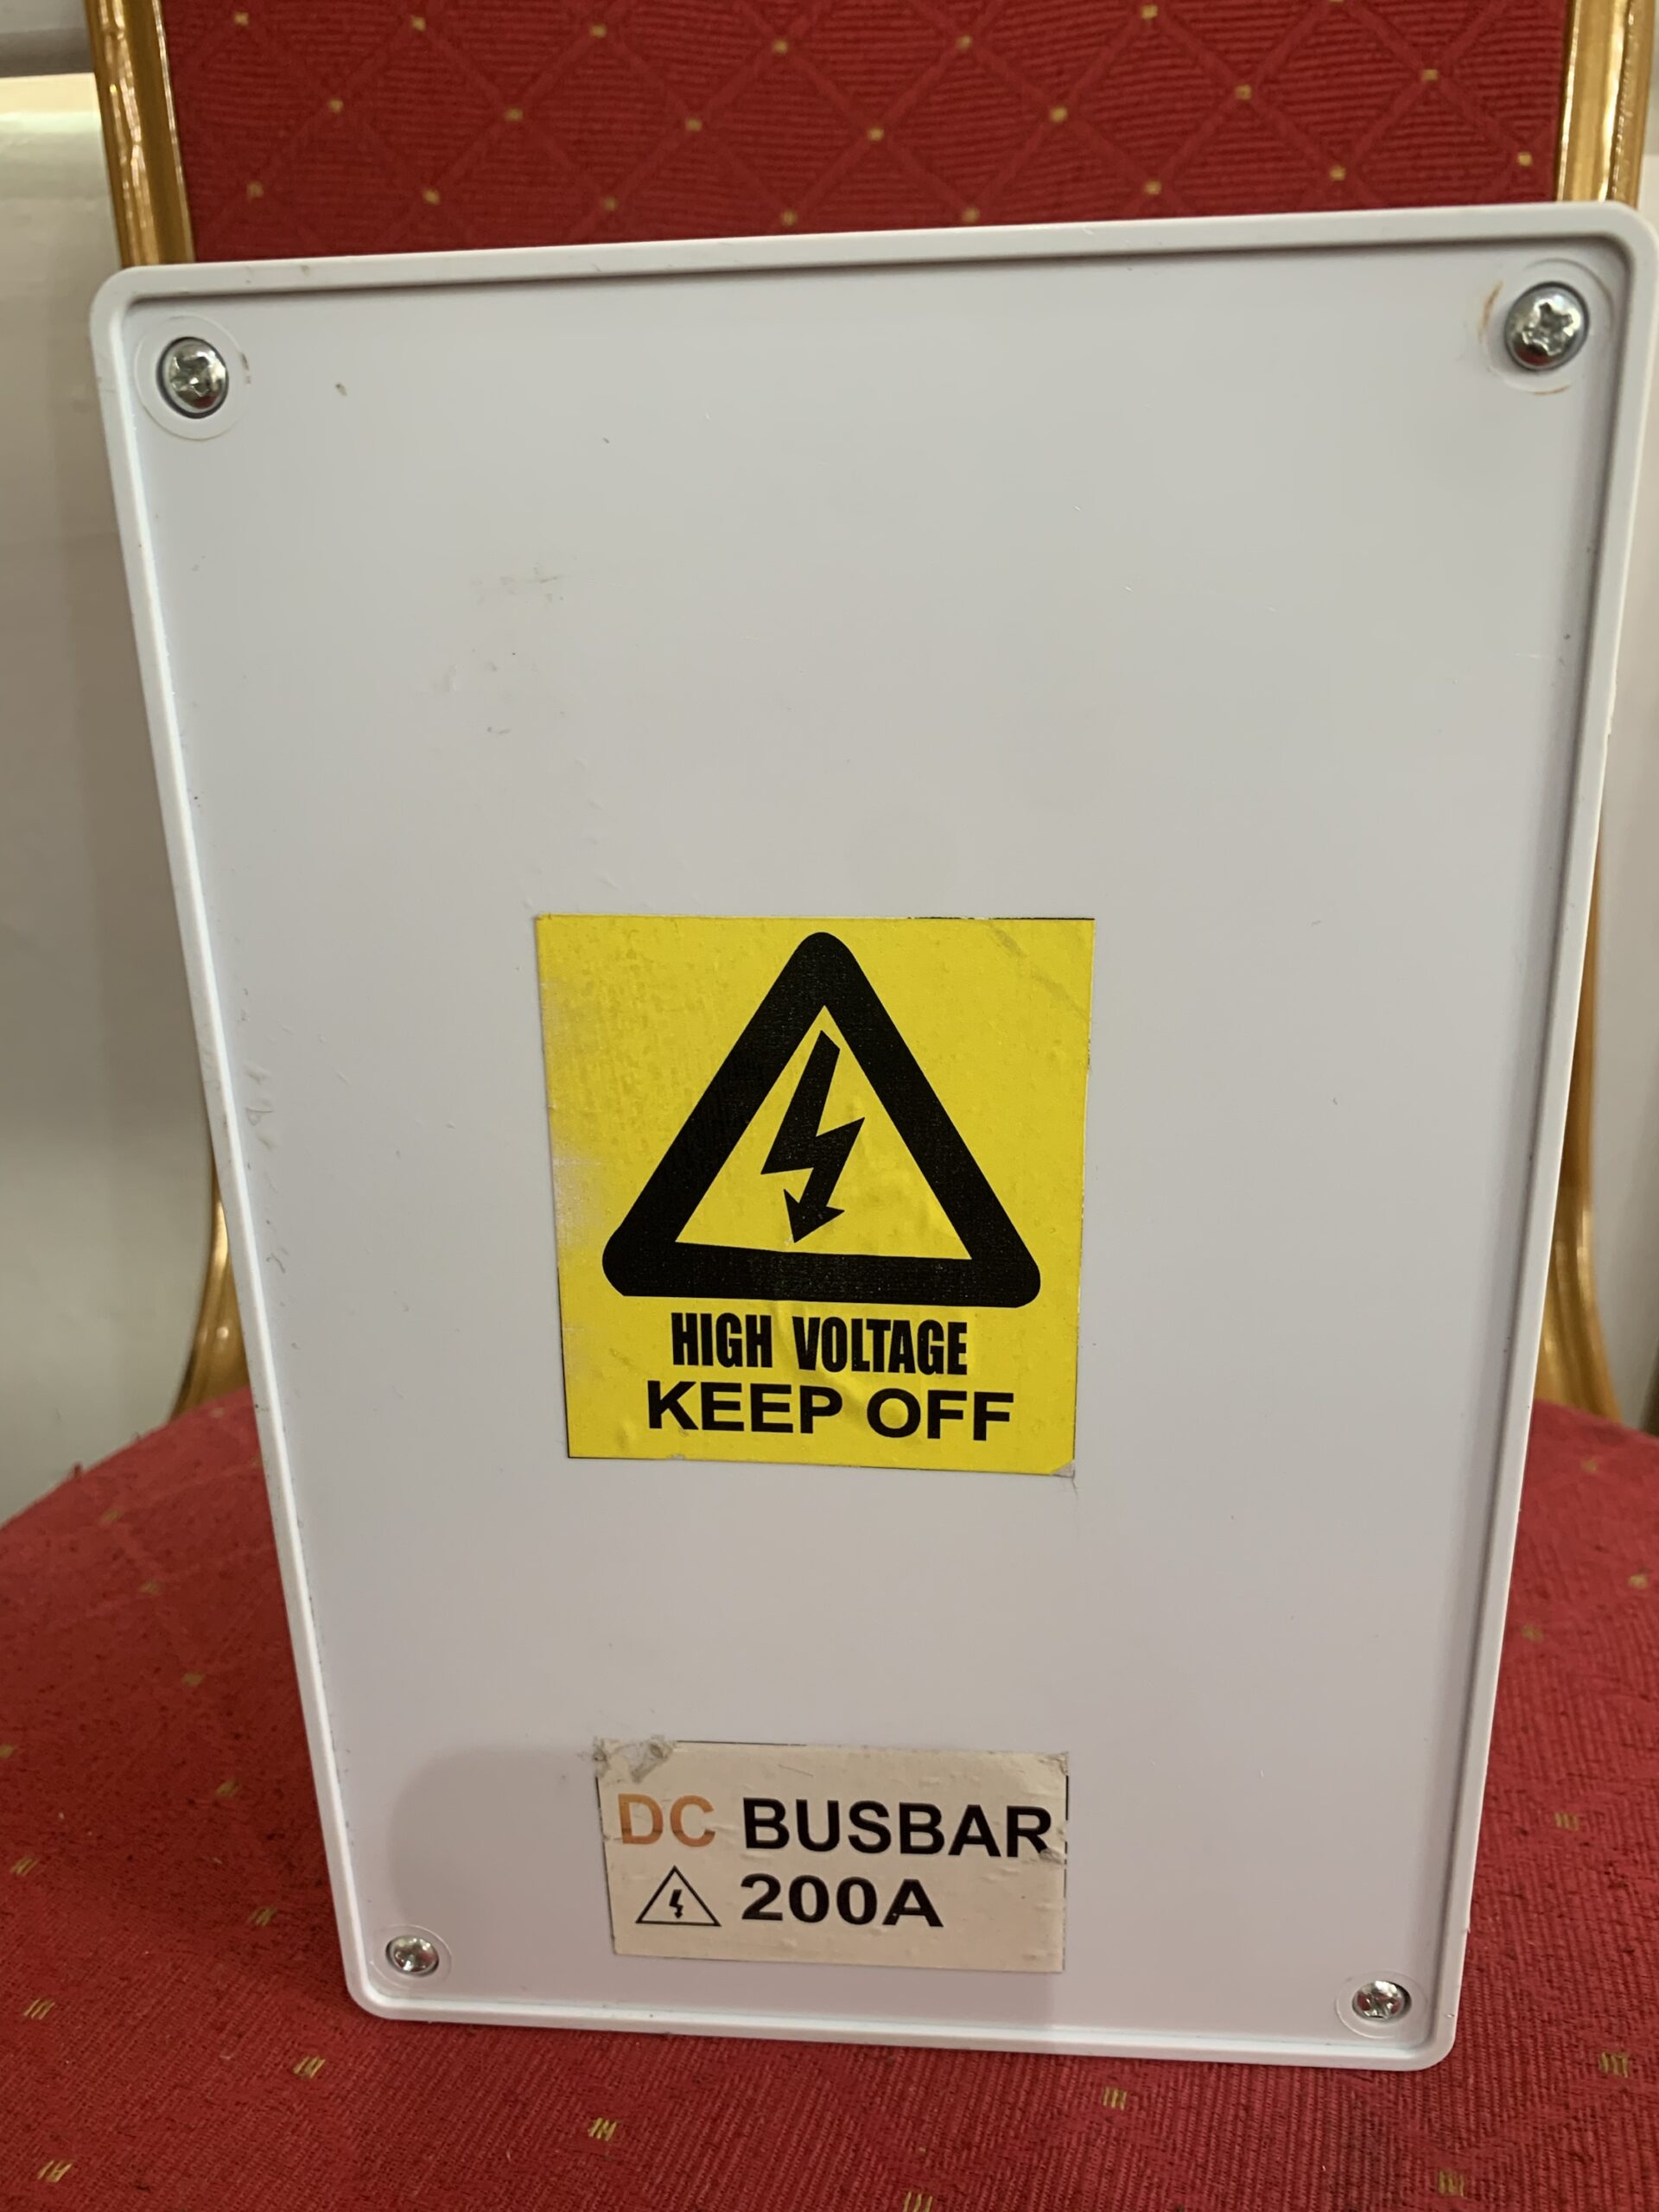 HIGH VOLTAGE
KEEP OFF
DC BUSBAR
200A